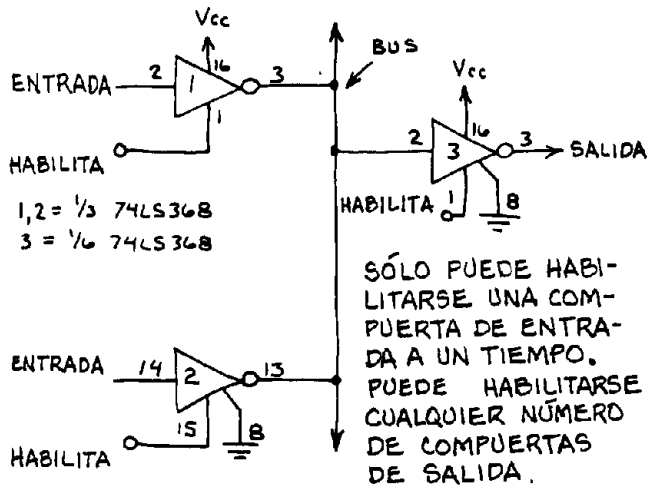 Vcc
16
2
1
3
ENTRADA
1
HABILITA
BUS
Vcc
16
2
3
3
SALIDA
1
8
HABILITA
1,2 = 1/3 74LS368
3 = 1/6 74LS368
SÓLO PUEDE HABI-
LITARSE UNA COM-
PUERTA DE ENTRA-
DA A UN TIEMPO.
PUEDE HABILITARSE
CUALQUIER NÚMERO
DE COMPUERTAS
DE SALIDA.
ENTRADA
14
2
13
15
8
HABILITA